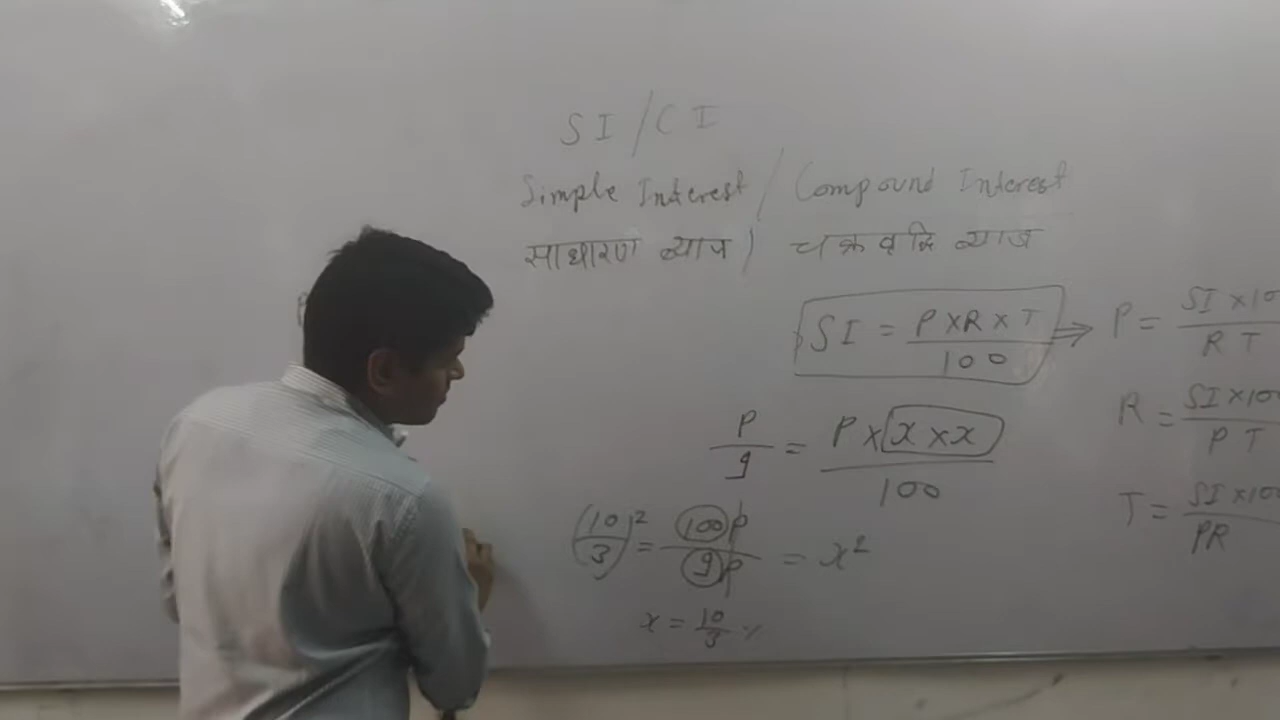 SI / CI
Simple Interest / Compound Interest
साधारण ब्याज / चक्रवृद्धि ब्याज
SI = P X R X T / 100 ⇒ P = SI X 10 / R T
R = SI X 10 / P T
P / 9 = P X x X x / 100
T = SI X 10 / PR
(10/3)² = 100p / 9p = x²
x = 10/3 %